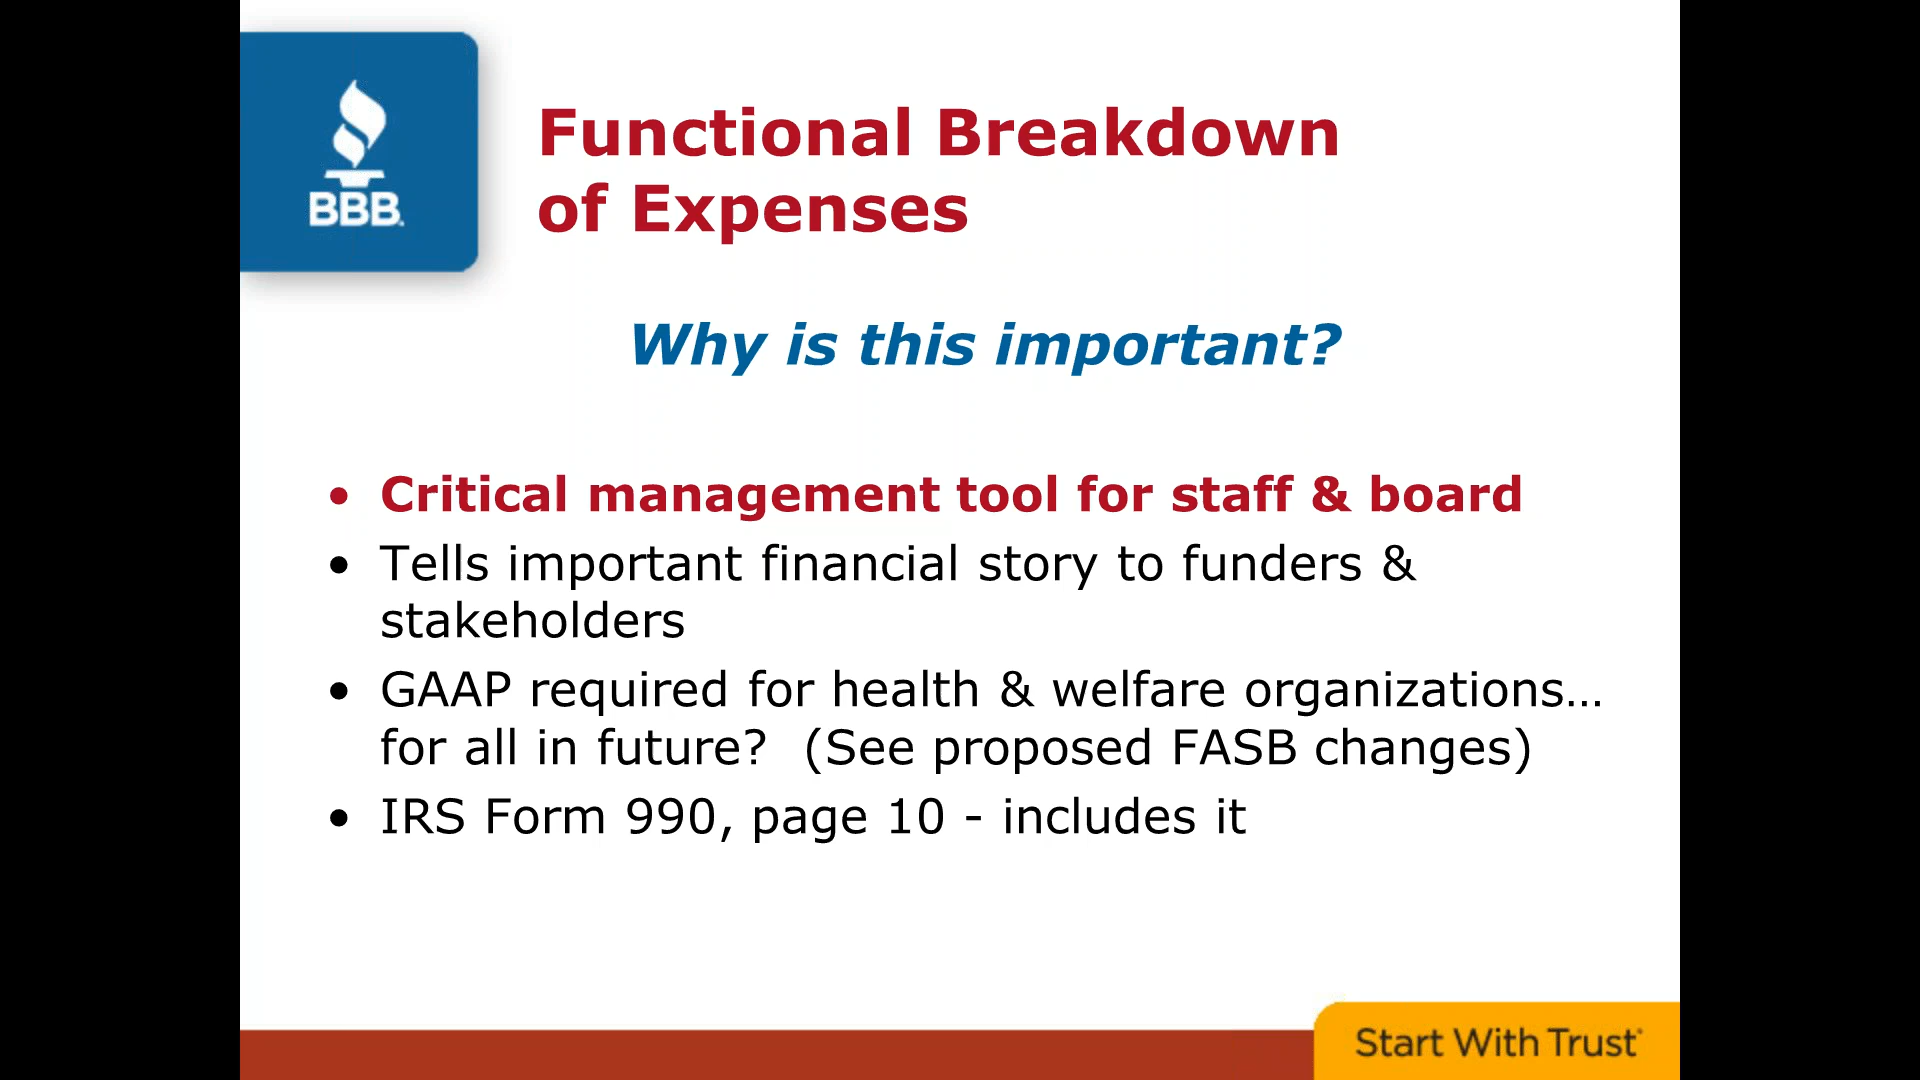 BBB.
Functional Breakdown
of Expenses
Why is this important?
• Critical management tool for staff & board
• Tells important financial story to funders &
stakeholders
• GAAP required for health & welfare organizations…
for all in future?  (See proposed FASB changes)
• IRS Form 990, page 10 - includes it
Start With Trust